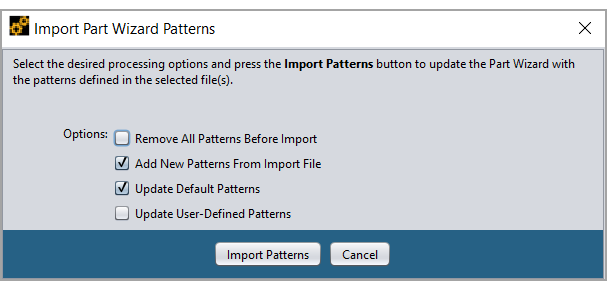 Import Part Wizard Patterns
Select the desired processing options and press the Import Patterns button to update the Part Wizard with
the patterns defined in the selected file(s).
Options:
Remove All Patterns Before Import
Add New Patterns From Import File
Update Default Patterns
Update User-Defined Patterns
Import Patterns
Cancel